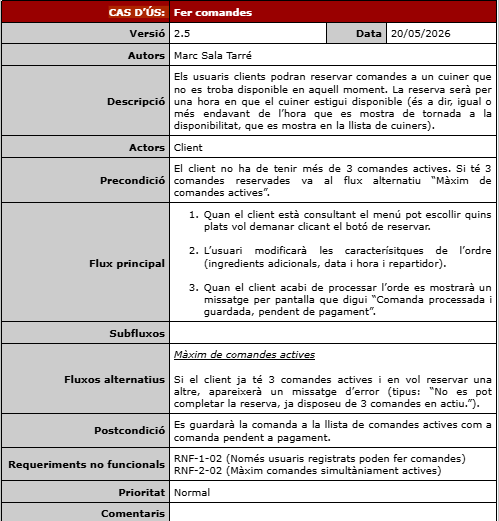 CAS D'ÚS: Fer comandes
Versió 2.5 Data 20/05/2026
Autors Marc Sala Tarré
Descripció
Els usuaris clients podran reservar comandes a un cuiner que
no es troba disponible en aquell moment. La reserva serà per
una hora en que el cuiner estigui disponible (és a dir, igual o
més endavant de l'hora que es mostra de tornada a la
disponibilitat, que es mostra en la llista de cuiners).
Actors Client
Precondició
El client no ha de tenir més de 3 comandes actives. Si té 3
comandes reservades va al flux alternatiu "Màxim de
comandes actives".
Flux principal
1. Quan el client està consultant el menú pot escollir quins
plats vol demanar clicant el botó de reservar.
2. L'usuari modificarà les caracterísitques de l'ordre
(ingredients adicionals, data i hora i repartidor).
3. Quan el client acabi de processar l'orde es mostrarà un
missatge per pantalla que digui "Comanda processada i
guardada, pendent de pagament".
Subfluxos
Fluxos alternatius
Màxim de comandes actives
Si el client ja té 3 comandes actives i en vol reservar una
altre, apareixerà un missatge d'error (tipus: "No es pot
completar la reserva, ja disposeu de 3 comandes en actiu.").
Postcondició
Es guardarà la comanda a la llista de comandes actives com a
comanda pendent a pagament.
Requeriments no funcionals
RNF-1-02 (Només usuaris registrats poden fer comandes)
RNF-2-02 (Màxim comandes simultàniament actives)
Prioritat Normal
Comentaris